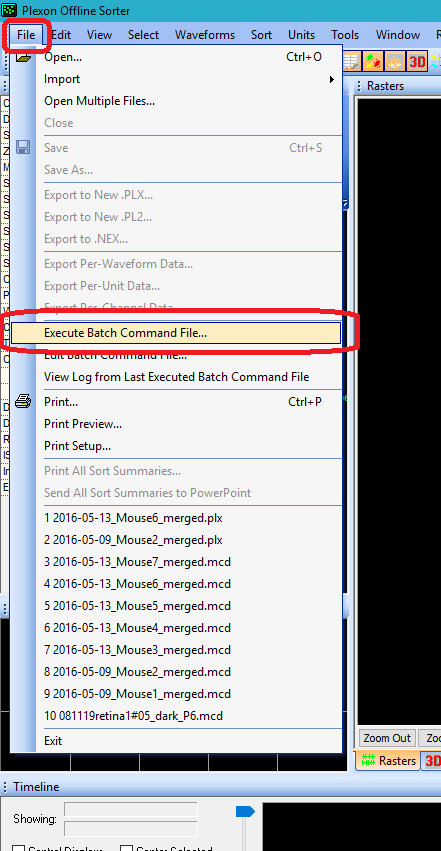 Plexon Offline Sorter
File Edit View Select Waveforms Sort Units Tools Window
Open... Ctrl+O
Import
Open Multiple Files...
Close
Save Ctrl+S
Save As...
Export to New .PLX...
Export to New .PL2...
Export to .NEX...
Export Per-Waveform Data...
Export Per-Unit Data...
Export Per-Channel Data...
Execute Batch Command File...
Edit Batch Command File...
View Log from Last Executed Batch Command File
Print... Ctrl+P
Print Preview...
Print Setup...
Print All Sort Summaries...
Send All Sort Summaries to PowerPoint
1 2016-05-13_Mouse6_merged.plx
2 2016-05-09_Mouse2_merged.plx
3 2016-05-13_Mouse7_merged.mcd
4 2016-05-13_Mouse6_merged.mcd
5 2016-05-13_Mouse5_merged.mcd
6 2016-05-13_Mouse4_merged.mcd
7 2016-05-13_Mouse3_merged.mcd
8 2016-05-09_Mouse2_merged.mcd
9 2016-05-09_Mouse1_merged.mcd
10 081119retina1#05_dark_P6.mcd
Exit
3D
Rasters
Zoom Out Zoo
Rasters 3D
Timeline
Showing:
Control Displays Center Selected